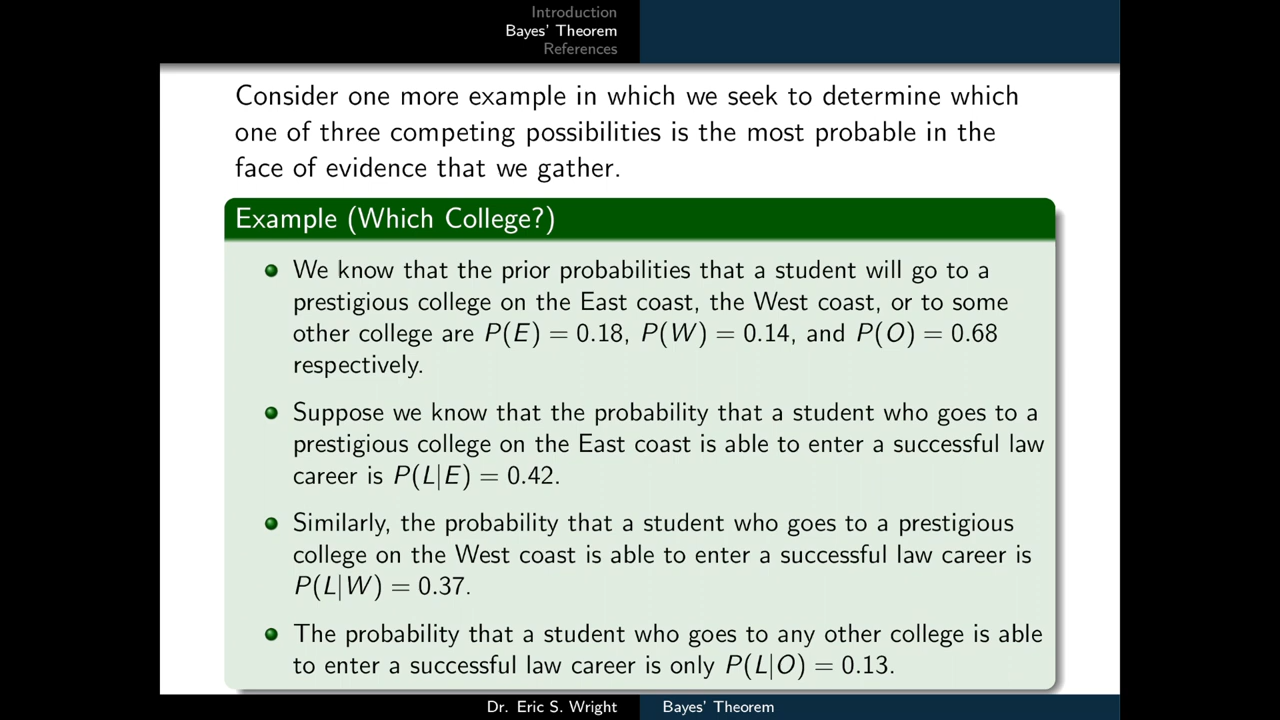 Introduction
Bayes' Theorem
References
Consider one more example in which we seek to determine which
one of three competing possibilities is the most probable in the
face of evidence that we gather.
Example (Which College?)
We know that the prior probabilities that a student will go to a
prestigious college on the East coast, the West coast, or to some
other college are P(E) = 0.18, P(W) = 0.14, and P(O) = 0.68
respectively.
Suppose we know that the probability that a student who goes to a
prestigious college on the East coast is able to enter a successful law
career is P(L|E) = 0.42.
Similarly, the probability that a student who goes to a prestigious
college on the West coast is able to enter a successful law career is
P(L|W) = 0.37.
The probability that a student who goes to any other college is able
to enter a successful law career is only P(L|O) = 0.13.
Dr. Eric S. Wright
Bayes' Theorem